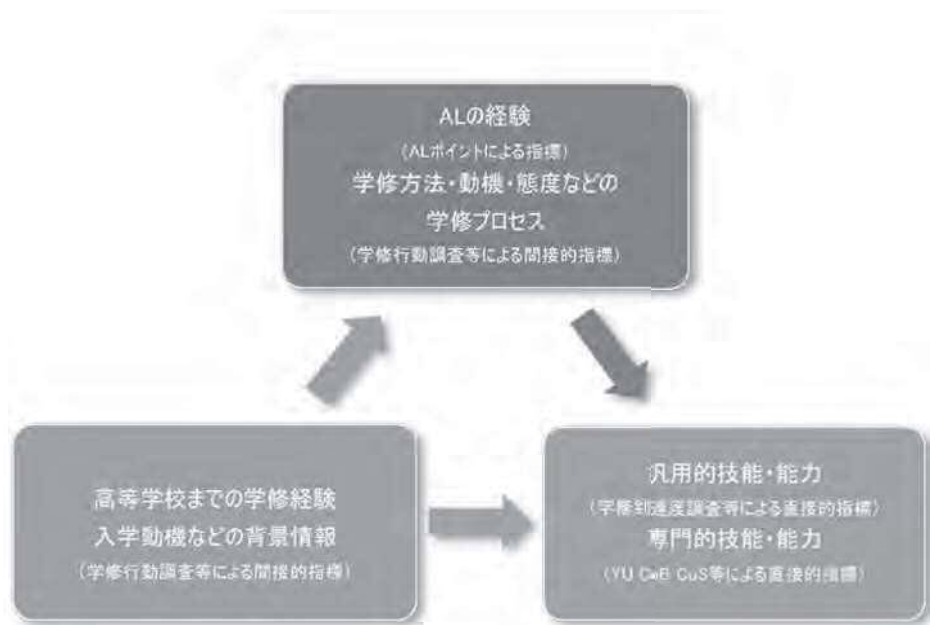 ALの経験
(ALポイントによる指標)
学修方法・動機・態度などの
学修プロセス
(学修行動調査等による間接的指標)
高等学校までの学修経験
入学動機などの背景情報
(学修行動調査等による間接的指標)
汎用的技能・能力
(学修到達度調査等による直接的指標)
専門的技能・能力
(YU CoB CuS等による直接的指標)